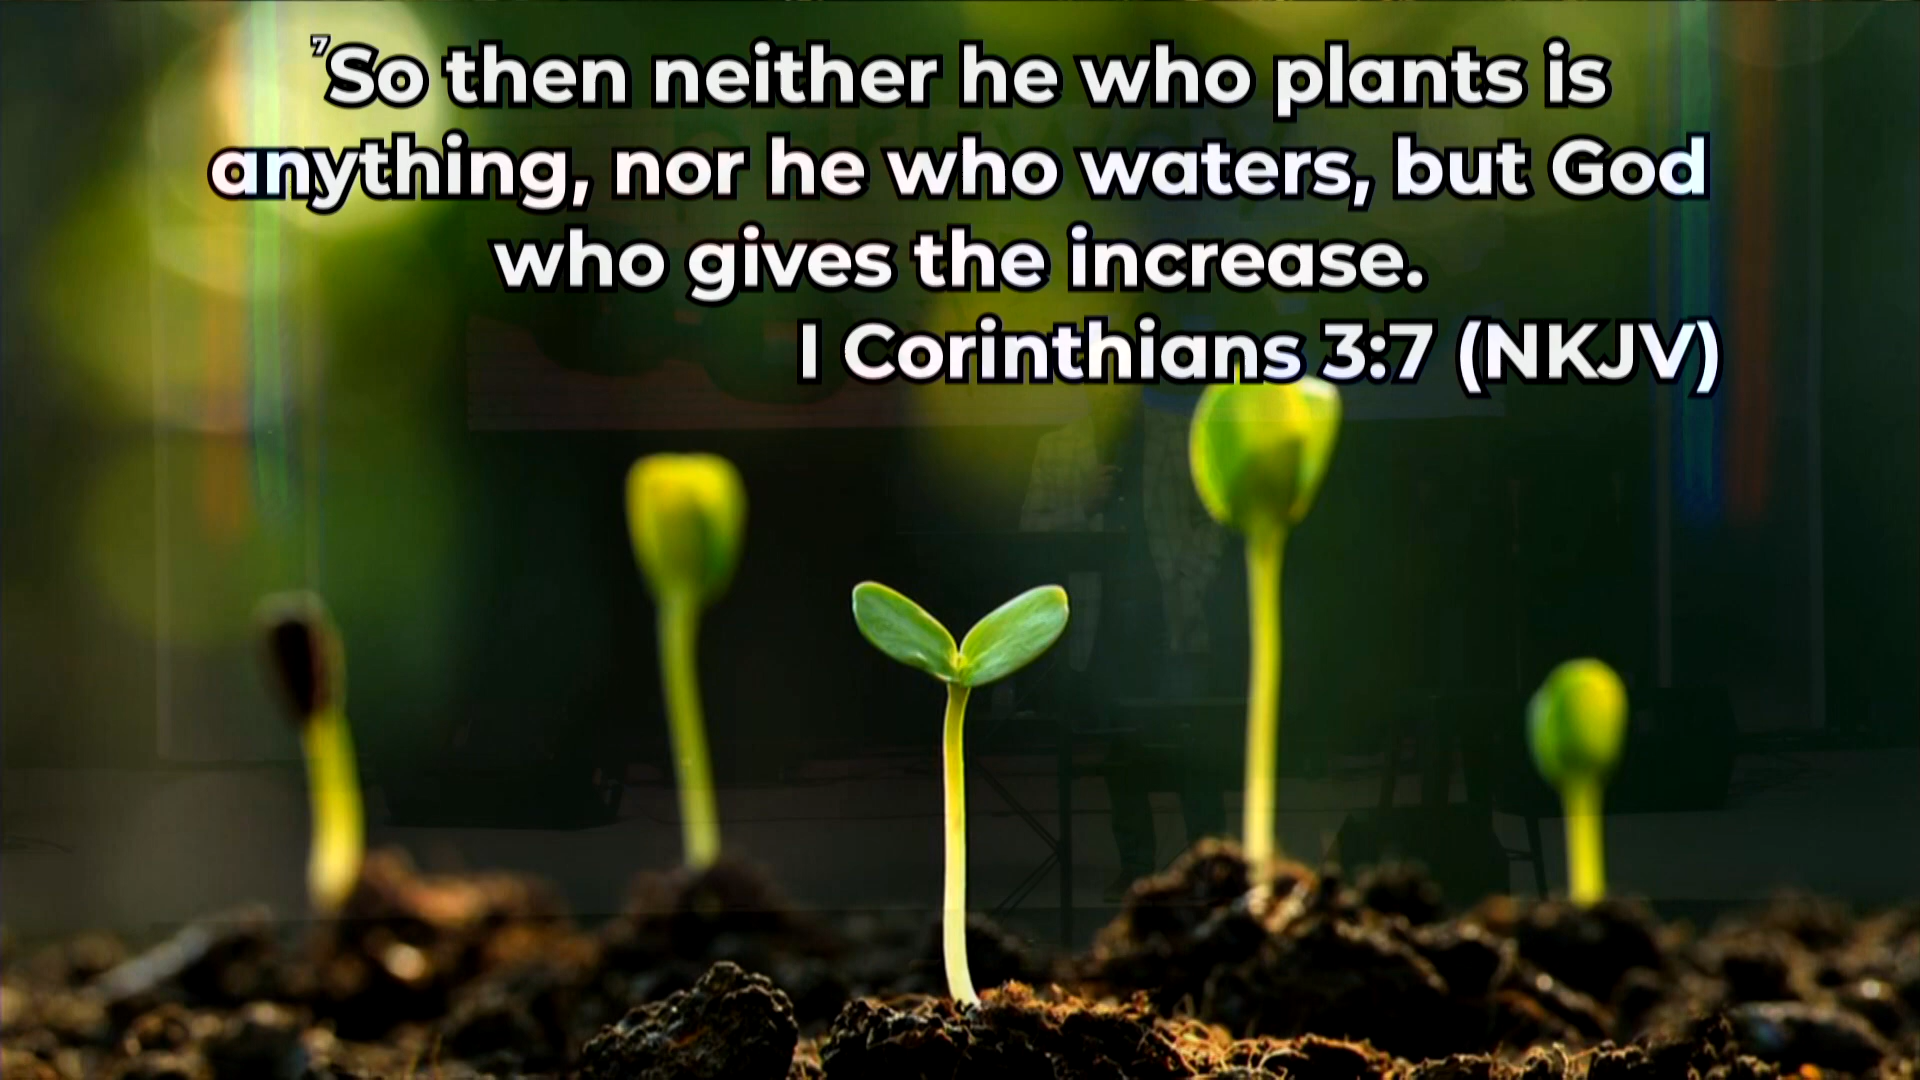 ⁷So then neither he who plants is
anything, nor he who waters, but God
who gives the increase.
I Corinthians 3:7 (NKJV)